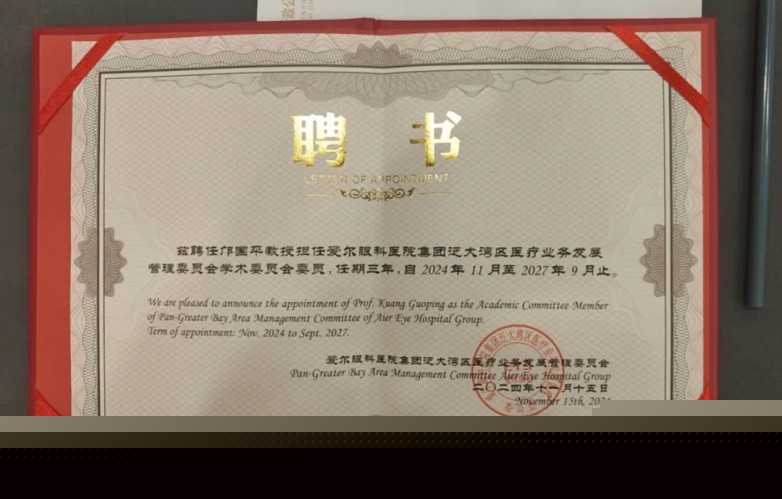 聘书
LETTER OF APPOINTMENT
兹聘任邝国平教授担任爱尔眼科医院集团泛大湾区医疗业务发展
管理委员会学术委员会委员，任期三年，自 2024 年 11 月至 2027 年 9 月止。
We are pleased to announce the appointment of Prof. Kuang Guoping as the Academic Committee Member
of Pan-Greater Bay Area Management Committee of Aier Eye Hospital Group.
Term of appointment: Nov. 2024 to Sept. 2027.
爱尔眼科医院集团泛大湾区医疗业务发展管理委员会
Pan-Greater Bay Area Management Committee Aier Eye Hospital Group
二〇二四年十一月十五日
November 15th, 2024